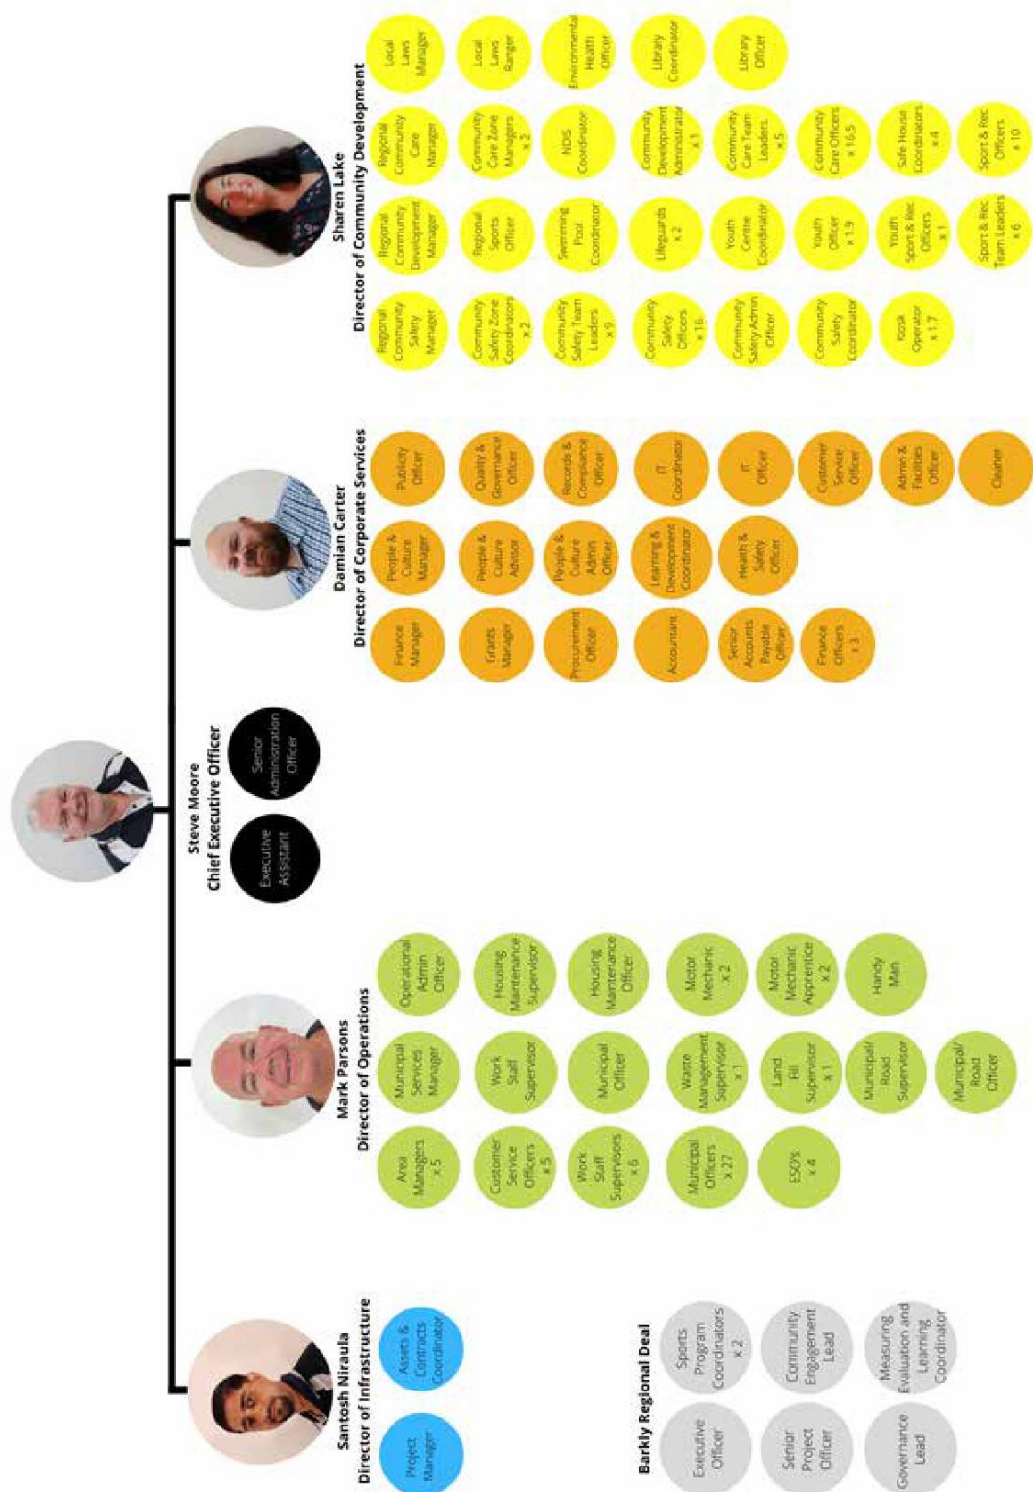 Steve Moore
Chief Executive Officer
Executive
Assistant
Senior
Administration
Officer
Santosh Niraula
Director of Infrastructure
Project
Manager
Assets &
Contracts
Coordinator
Mark Parsons
Director of Operations
Area
Managers
x 5
Customer
Service
Officers
x 5
Work
Staff
Supervisors
x 6
Municipal
Officers
x 27
ESO's
x 4
Municipal
Services
Manager
Work
Staff
Supervisor
Municipal
Officer
Waste
Management
Supervisor
x 1
Land
Fill
Supervisor
x 1
Municipal/
Road
Supervisor
Municipal/
Road
Officer
Operational
Admin
Officer
Housing
Maintenance
Supervisor
Housing
Maintenance
Officer
Motor
Mechanic
x 2
Motor
Mechanic
Apprentice
x 2
Handy
Man
Damian Carter
Director of Corporate Services
Finance
Manager
Grants
Manager
Procurement
Officer
Accountant
Senior
Accounts
Payable
Officer
Finance
Officers
x 3
People &
Culture
Manager
People &
Culture
Advisor
People &
Culture
Admin
Officer
Learning &
Development
Coordinator
Health &
Safety
Officer
Publicity
Officer
Quality &
Governance
Officer
Records &
Compliance
Officer
IT
Coordinator
IT
Officer
Customer
Service
Officer
Admin &
Facilities
Officer
Cleaner
Sharen Lake
Director of Community Development
Regional
Community
Safety
Manager
Community
Safety Zone
Coordinators
x 2
Community
Safety Team
Leaders
x 9
Community
Safety
Officers
x 16
Community
Safety Admin
Officer
Community
Safety
Coordinator
Kiosk
Operator
x 1.7
Regional
Community
Development
Manager
Regional
Sports
Officer
Swimming
Pool
Coordinator
Lifeguards
x 2
Youth
Centre
Coordinator
Youth
Officer
x 1.9
Youth
Sport & Rec
Officers
x 1
Sport & Rec
Team Leaders
x 6
Regional
Community
Care
Manager
Community
Care Zone
Managers
x 2
NDIS
Coordinator
Community
Development
Administrator
x 1
Community
Care Team
Leaders
x 5
Community
Care Officers
x 16.5
Safe House
Coordinators
x 4
Sport & Rec
Officers
x 10
Local
Laws
Manager
Local
Laws
Ranger
Environmental
Health
Officer
Library
Coordinator
Library
Officer
Barkly Regional Deal
Executive
Officer
Sports
Program
Coordinators
x 2
Senior
Project
Officer
Community
Engagement
Lead
Governance
Lead
Measuring
Evaluation and
Learning
Coordinator